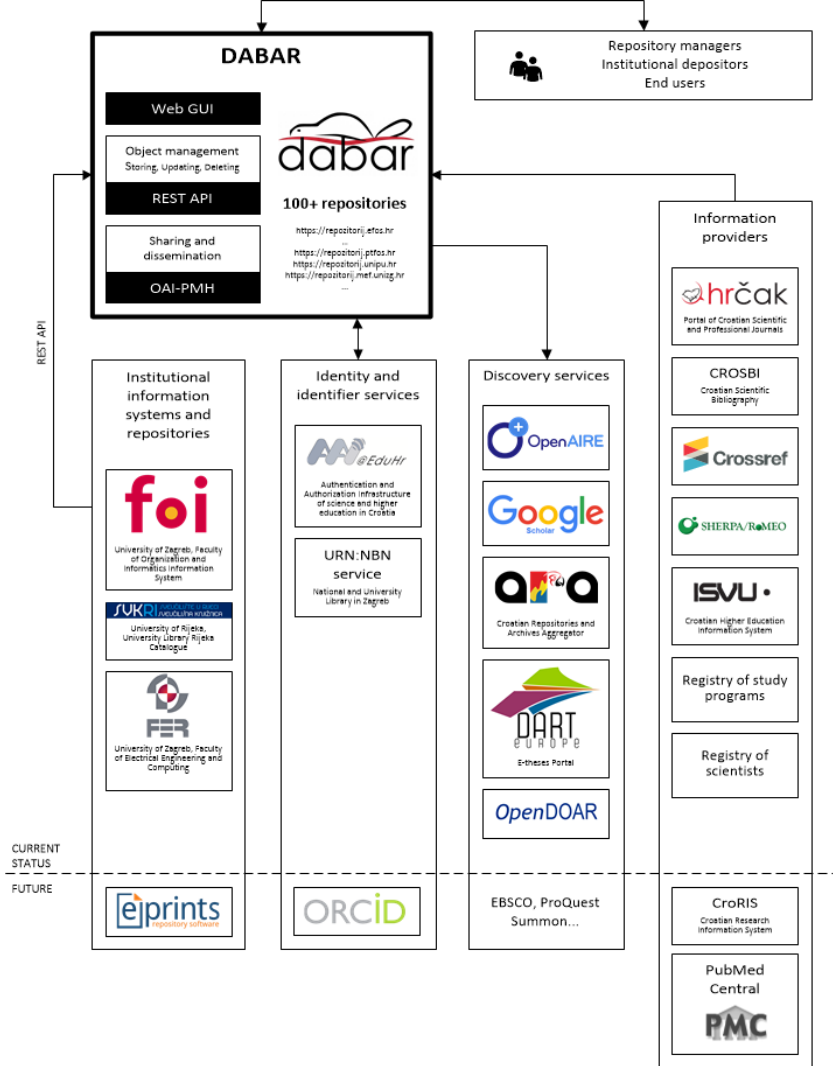 DABAR
Web GUI
Object management
Storing, Updating, Deleting
REST API
Sharing and
dissemination
OAI-PMH
dabar
100+ repositories
https://repozitorij.efos.hr
...
https://repozitorij.ptfos.hr
https://repozitorij.unipu.hr
https://repozitorij.mef.unizg.hr
...
Repository managers
Institutional depositors
End users
REST API
Institutional
information
systems and
repositories
foi
University of Zagreb, Faculty
of Organization and
Informatics Information
System
SVKRI SVEUČILIŠTE U RIJECI
SVEUČILIŠNA KNJIŽNICA
University of Rijeka,
University Library Rijeka
Catalogue
FER
University of Zagreb, Faculty
of Electrical Engineering and
Computing
Identity and
identifier services
AAI@EduHr
Authentication and
Authorization Infrastructure
of science and higher
education in Croatia
URN:NBN
service
National and University
Library in Zagreb
Discovery services
OpenAIRE
Google
Scholar
Croatian Repositories and
Archives Aggregator
DART
europe
E-theses Portal
OpenDOAR
Information
providers
hrčak
Portal of Croatian Scientific
and Professional Journals
CROSBI
Croatian Scientific
Bibliography
Crossref
SHERPA/RoMEO
ISVU
Croatian Higher Education
Information System
Registry of study
programs
Registry of
scientists
CURRENT
STATUS
FUTURE
eprints
repository software
ORCID
EBSCO, ProQuest
Summon...
CroRIS
Croatian Research
Information System
PubMed
Central
PMC